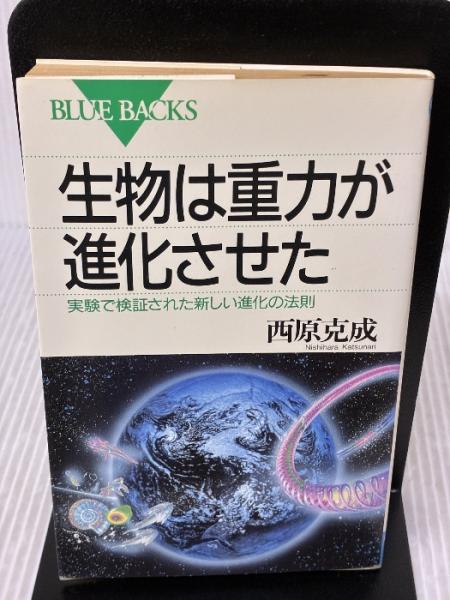 BLUE BACKS
生物は重力が
進化させた
実験で検証された新しい進化の法則
西原克成
Nishihara Katsunari